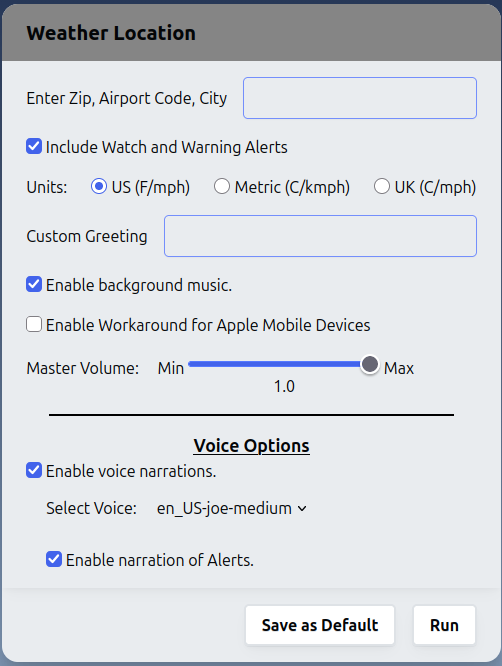 Weather Location
Enter Zip, Airport Code, City
Include Watch and Warning Alerts
Units: US (F/mph) Metric (C/kmph) UK (C/mph)
Custom Greeting
Enable background music.
Enable Workaround for Apple Mobile Devices
Master Volume: Min Max
1.0
Voice Options
Enable voice narrations.
Select Voice: en_US-joe-medium
Enable narration of Alerts.
Save as Default Run